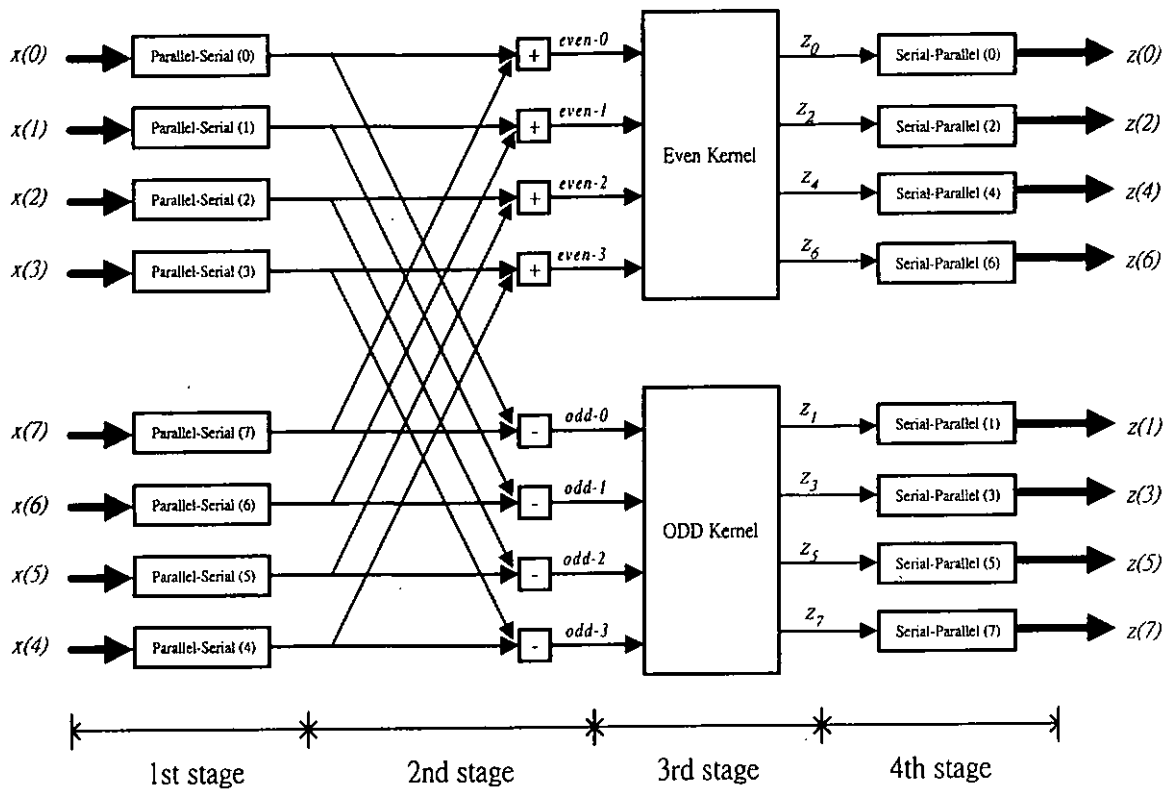 x(0) Parallel-Serial (0) + even-0 z0 Serial-Parallel (0) z(0)
x(1) Parallel-Serial (1) + even-1 z2 Serial-Parallel (2) z(2)
Even Kernel
x(2) Parallel-Serial (2) + even-2 z4 Serial-Parallel (4) z(4)
x(3) Parallel-Serial (3) + even-3 z6 Serial-Parallel (6) z(6)
x(7) Parallel-Serial (7) - odd-0 z1 Serial-Parallel (1) z(1)
x(6) Parallel-Serial (6) - odd-1 z3 Serial-Parallel (3) z(3)
ODD Kernel
x(5) Parallel-Serial (5) - odd-2 z5 Serial-Parallel (5) z(5)
x(4) Parallel-Serial (4) - odd-3 z7 Serial-Parallel (7) z(7)
1st stage 2nd stage 3rd stage 4th stage